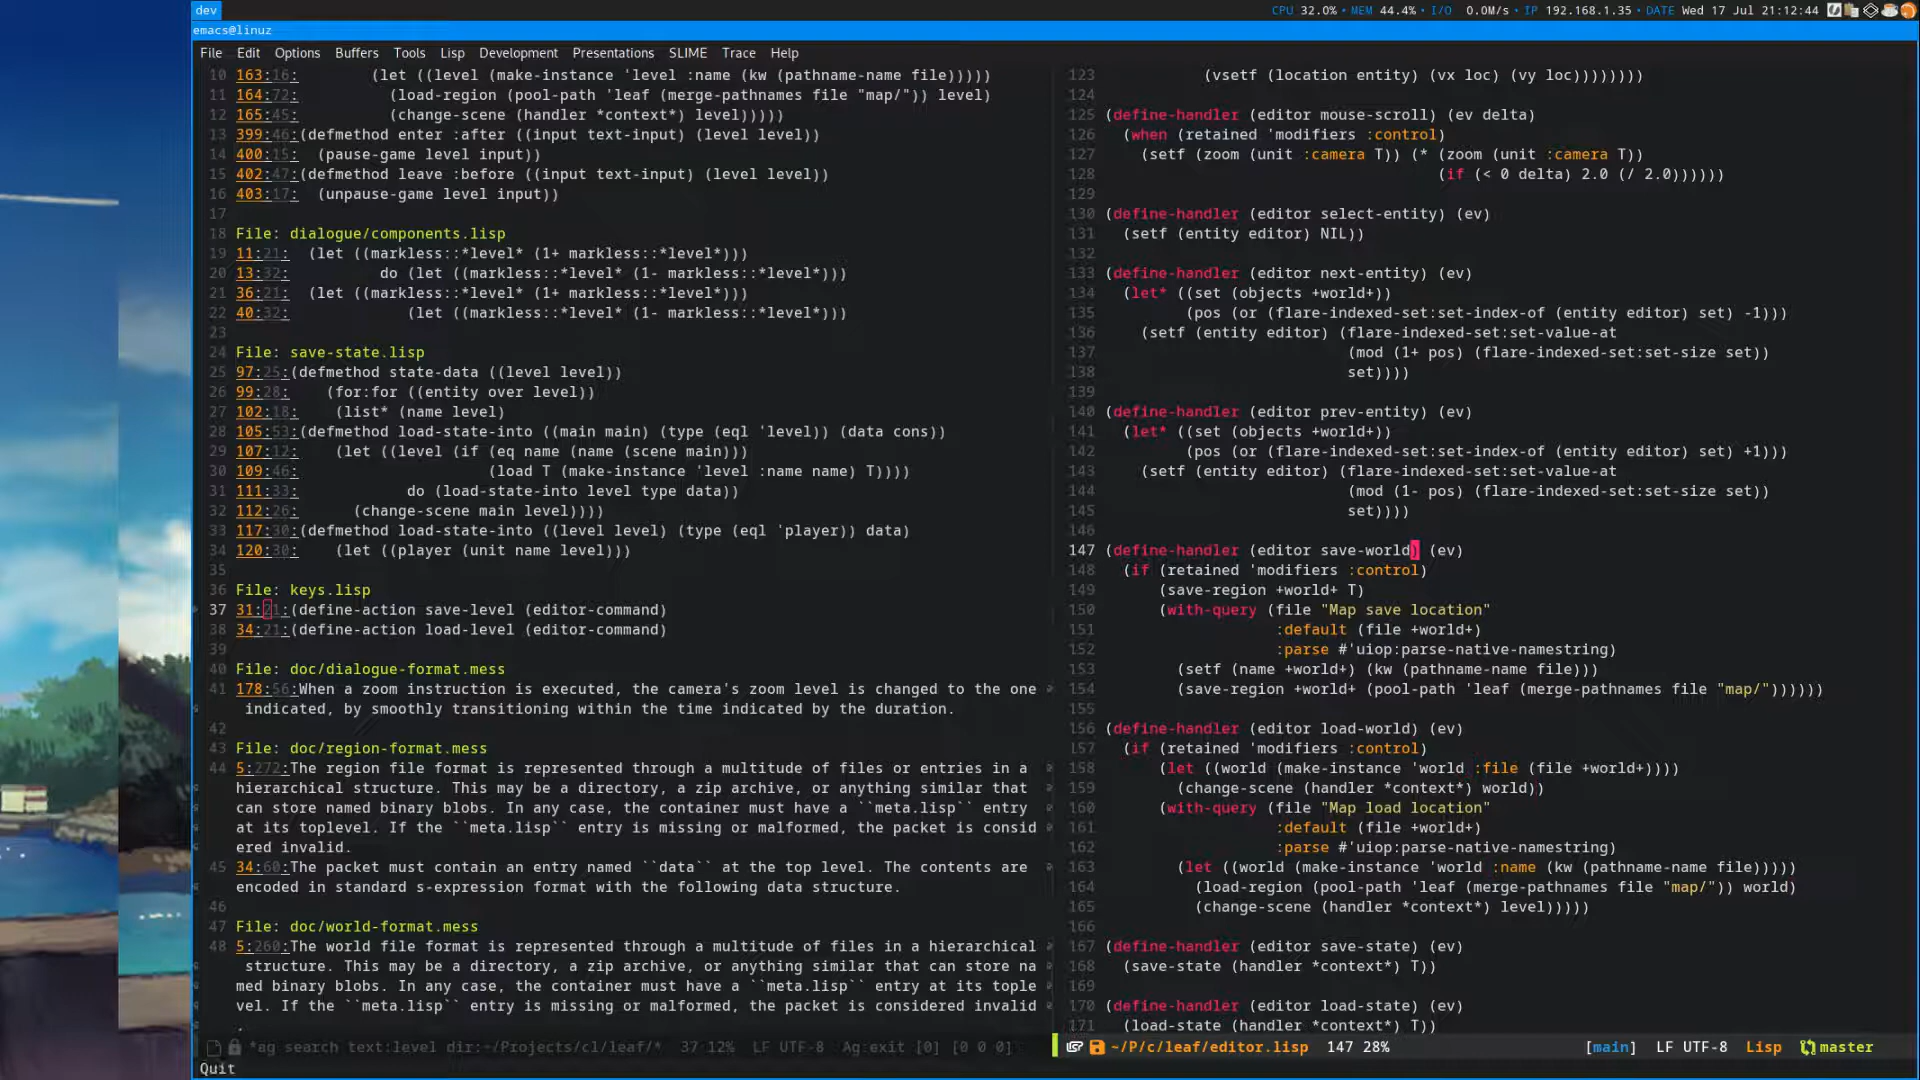 dev
CPU 32.0% • MEM 44.4% • I/O 0.0M/s • IP 192.168.1.35 • DATE Wed 17 Jul 21:12:44
emacs@linuz
File Edit Options Buffers Tools Lisp Development Presentations SLIME Trace Help
10 163:16:        (let ((level (make-instance 'level :name (kw (pathname-name file)))))
11 164:72:          (load-region (pool-path 'leaf (merge-pathnames file "map/")) level)
12 165:45:          (change-scene (handler *context*) level)))))
13 399:46:(defmethod enter :after ((input text-input) (level level))
14 400:15:  (pause-game level input))
15 402:47:(defmethod leave :before ((input text-input) (level level))
16 403:17:  (unpause-game level input))
17
18 File: dialogue/components.lisp
19 11:21:  (let ((markless::*level* (1+ markless::*level*)))
20 13:32:          do (let ((markless::*level* (1- markless::*level*)))
21 36:21:  (let ((markless::*level* (1+ markless::*level*)))
22 40:32:             (let ((markless::*level* (1- markless::*level*)))
23
24 File: save-state.lisp
25 97:25:(defmethod state-data ((level level))
26 99:28:    (for:for ((entity over level))
27 102:18:    (list* (name level)
28 105:53:(defmethod load-state-into ((main main) (type (eql 'level)) (data cons))
29 107:12:    (let ((level (if (eq name (name (scene main)))
30 109:46:                     (load T (make-instance 'level :name name) T))))
31 111:33:            do (load-state-into level type data))
32 112:26:      (change-scene main level))))
33 117:30:(defmethod load-state-into ((level level) (type (eql 'player)) data)
34 120:30:    (let ((player (unit name level)))
35
36 File: keys.lisp
37 31:21:(define-action save-level (editor-command)
38 34:21:(define-action load-level (editor-command)
39
40 File: doc/dialogue-format.mess
41 178:56:When a zoom instruction is executed, the camera's zoom level is changed to the one
indicated, by smoothly transitioning within the time indicated by the duration.
42
43 File: doc/region-format.mess
44 5:272:The region file format is represented through a multitude of files or entries in a
hierarchical structure. This may be a directory, a zip archive, or anything similar that
can store named binary blobs. In any case, the container must have a ``meta.lisp`` entry
at its toplevel. If the ``meta.lisp`` entry is missing or malformed, the packet is consid
ered invalid.
45 34:60:The packet must contain an entry named ``data`` at the top level. The contents are
encoded in standard s-expression format with the following data structure.
46
47 File: doc/world-format.mess
48 5:260:The world file format is represented through a multitude of files in a hierarchical
structure. This may be a directory, a zip archive, or anything similar that can store na
med binary blobs. In any case, the container must have a ``meta.lisp`` entry at its tople
vel. If the ``meta.lisp`` entry is missing or malformed, the packet is considered invalid
.
*ag search text:level dir:~/Projects/cl/leaf/* 37 12% LF UTF-8 Ag:exit [0] [0 0 0]
123            (vsetf (location entity) (vx loc) (vy loc))))))))
124
125 (define-handler (editor mouse-scroll) (ev delta)
126   (when (retained 'modifiers :control)
127     (setf (zoom (unit :camera T)) (* (zoom (unit :camera T))
128                                      (if (< 0 delta) 2.0 (/ 2.0))))))
129
130 (define-handler (editor select-entity) (ev)
131   (setf (entity editor) NIL))
132
133 (define-handler (editor next-entity) (ev)
134   (let* ((set (objects +world+))
135          (pos (or (flare-indexed-set:set-index-of (entity editor) set) -1)))
136     (setf (entity editor) (flare-indexed-set:set-value-at
137                            (mod (1+ pos) (flare-indexed-set:set-size set))
138                            set))))
139
140 (define-handler (editor prev-entity) (ev)
141   (let* ((set (objects +world+))
142          (pos (or (flare-indexed-set:set-index-of (entity editor) set) +1)))
143     (setf (entity editor) (flare-indexed-set:set-value-at
144                            (mod (1- pos) (flare-indexed-set:set-size set))
145                            set))))
146
147 (define-handler (editor save-world) (ev)
148   (if (retained 'modifiers :control)
149       (save-region +world+ T)
150       (with-query (file "Map save location"
151                    :default (file +world+)
152                    :parse #'uiop:parse-native-namestring)
153         (setf (name +world+) (kw (pathname-name file)))
154         (save-region +world+ (pool-path 'leaf (merge-pathnames file "map/"))))))
155
156 (define-handler (editor load-world) (ev)
157   (if (retained 'modifiers :control)
158       (let ((world (make-instance 'world :file (file +world+))))
159         (change-scene (handler *context*) world))
160       (with-query (file "Map load location"
161                    :default (file +world+)
162                    :parse #'uiop:parse-native-namestring)
163         (let ((world (make-instance 'world :name (kw (pathname-name file)))))
164           (load-region (pool-path 'leaf (merge-pathnames file "map/")) world)
165           (change-scene (handler *context*) level)))))
166
167 (define-handler (editor save-state) (ev)
168   (save-state (handler *context*) T))
169
170 (define-handler (editor load-state) (ev)
171   (load-state (handler *context*) T))
~/P/c/leaf/editor.lisp 147 28% [main] LF UTF-8 Lisp master
Quit